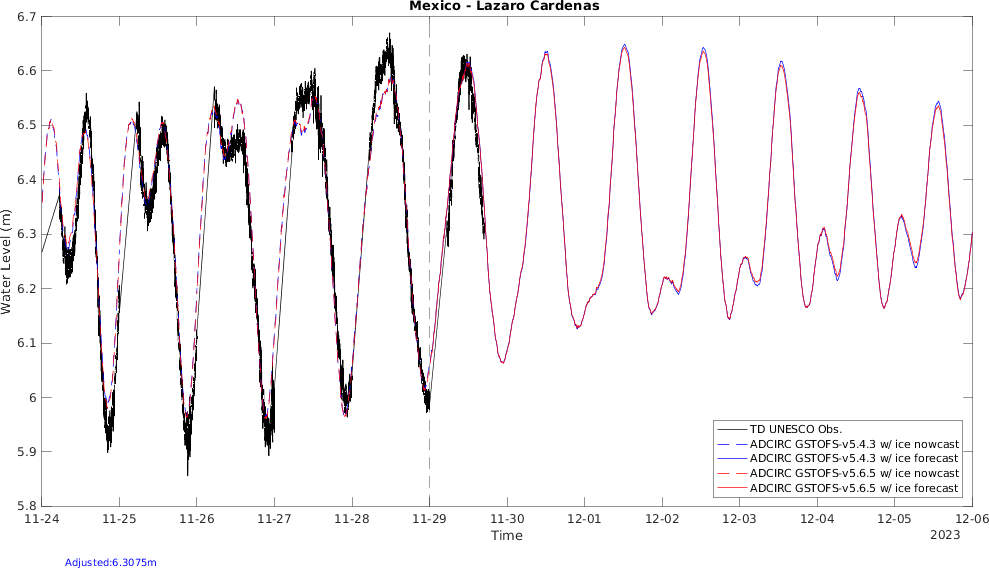 Mexico - Lazaro Cardenas
6.7
6.6
6.5
6.4
6.3
6.2
6.1
6
5.9
5.8
Water Level (m)
11-24 11-25 11-26 11-27 11-28 11-29 11-30 12-01 12-02 12-03 12-04 12-05 12-06
Time
2023
TD UNESCO Obs.
ADCIRC GSTOFS-v5.4.3 w/ ice nowcast
ADCIRC GSTOFS-v5.4.3 w/ ice forecast
ADCIRC GSTOFS-v5.6.5 w/ ice nowcast
ADCIRC GSTOFS-v5.6.5 w/ ice forecast
Adjusted:6.3075m